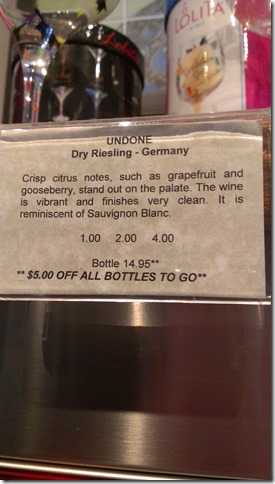 Lolita
LOLITA
UNDONE
Dry Riesling - Germany
Crisp citrus notes, such as grapefruit and
gooseberry, stand out on the palate. The wine
is vibrant and finishes very clean. It is
reminiscent of Sauvignon Blanc.
1.00 2.00 4.00
Bottle 14.95**
** $5.00 OFF ALL BOTTLES TO GO**